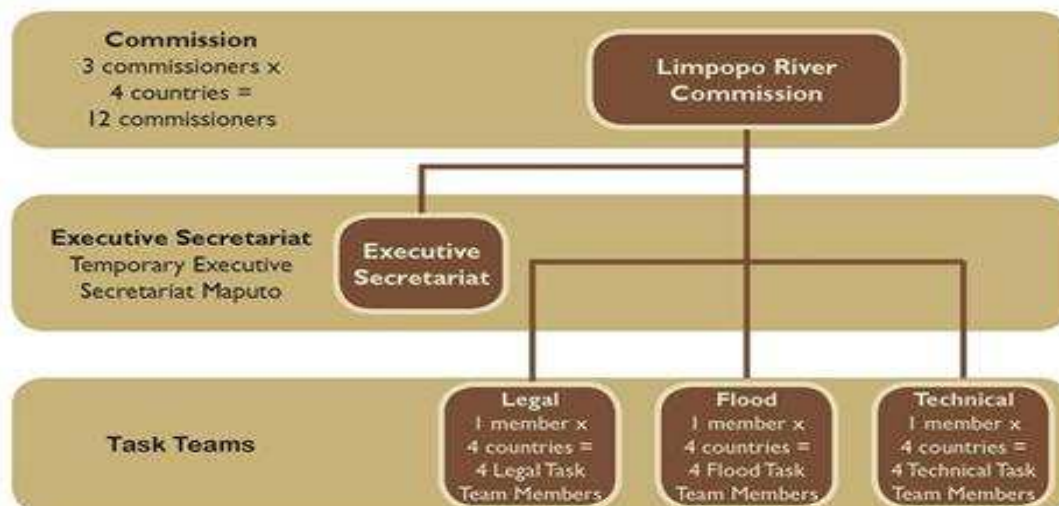 Commission
3 commissioners x
4 countries =
12 commissioners
Limpopo River
Commission
Executive Secretariat
Temporary Executive
Secretariat Maputo
Executive
Secretariat
Task Teams
Legal
1 member x
4 countries =
4 Legal Task
Team Members
Flood
1 member x
4 countries =
4 Flood Task
Team Members
Technical
1 member x
4 countries =
4 Technical Task
Team Members